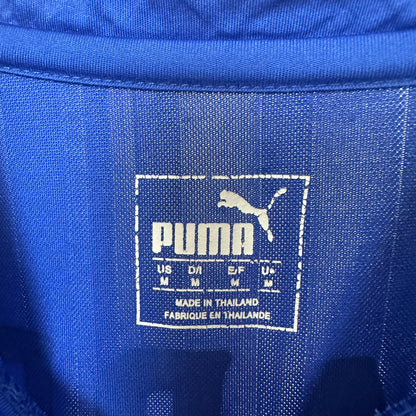 PUMA
US D/I E/F
M M M M
MADE IN THAILAND
FABRIQUE EN THAILANDE